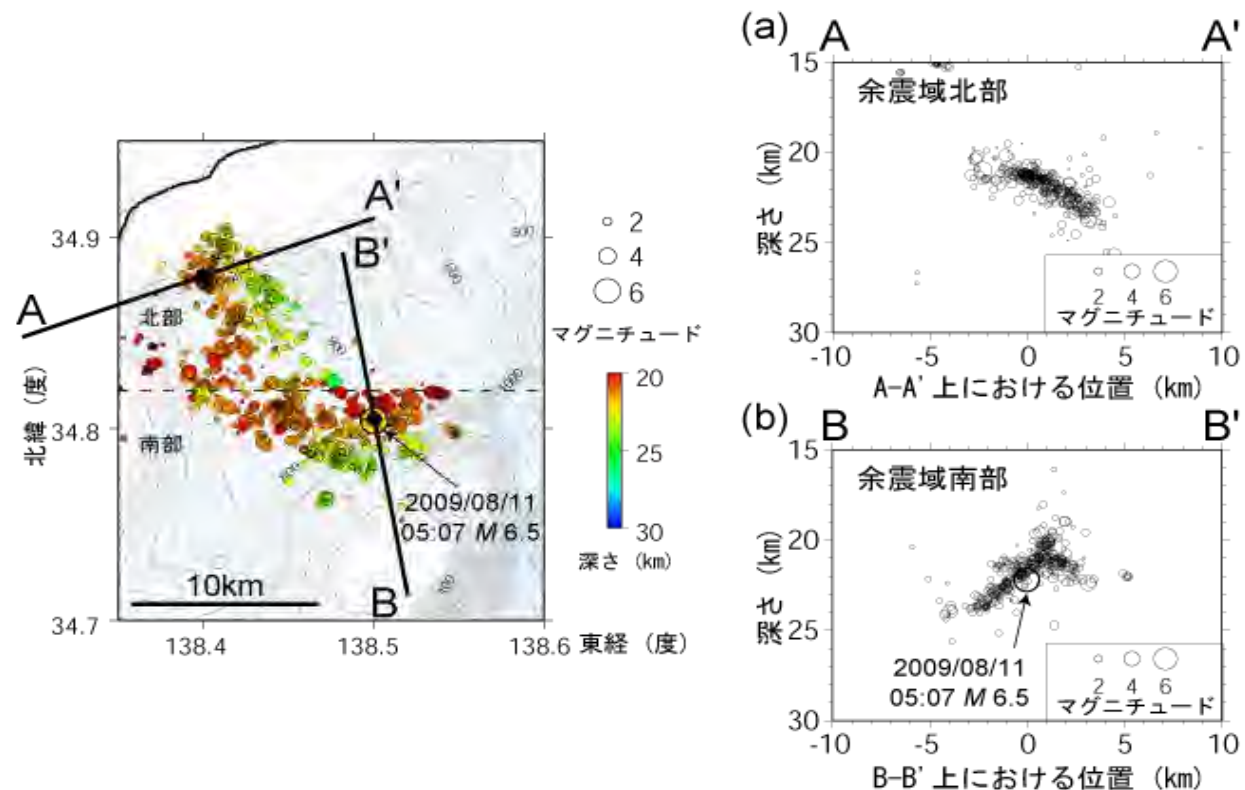 34.9
34.8
34.7
138.4
138.5
138.6
東経 (度)
北緯 (度)
A
A'
B'
B
北部
南部
2009/08/11
05:07 M 6.5
10km
2
4
6
マグニチュード
20
25
30
深さ (km)
(a)
A
A'
余震域北部
15
20
25
30
深さ (km)
2 4 6
マグニチュード
-10 -5 0 5 10
A-A' 上における位置 (km)
(b)
B
B'
余震域南部
15
20
25
30
深さ (km)
2009/08/11
05:07 M 6.5
2 4 6
マグニチュード
-10 -5 0 5 10
B-B' 上における位置 (km)